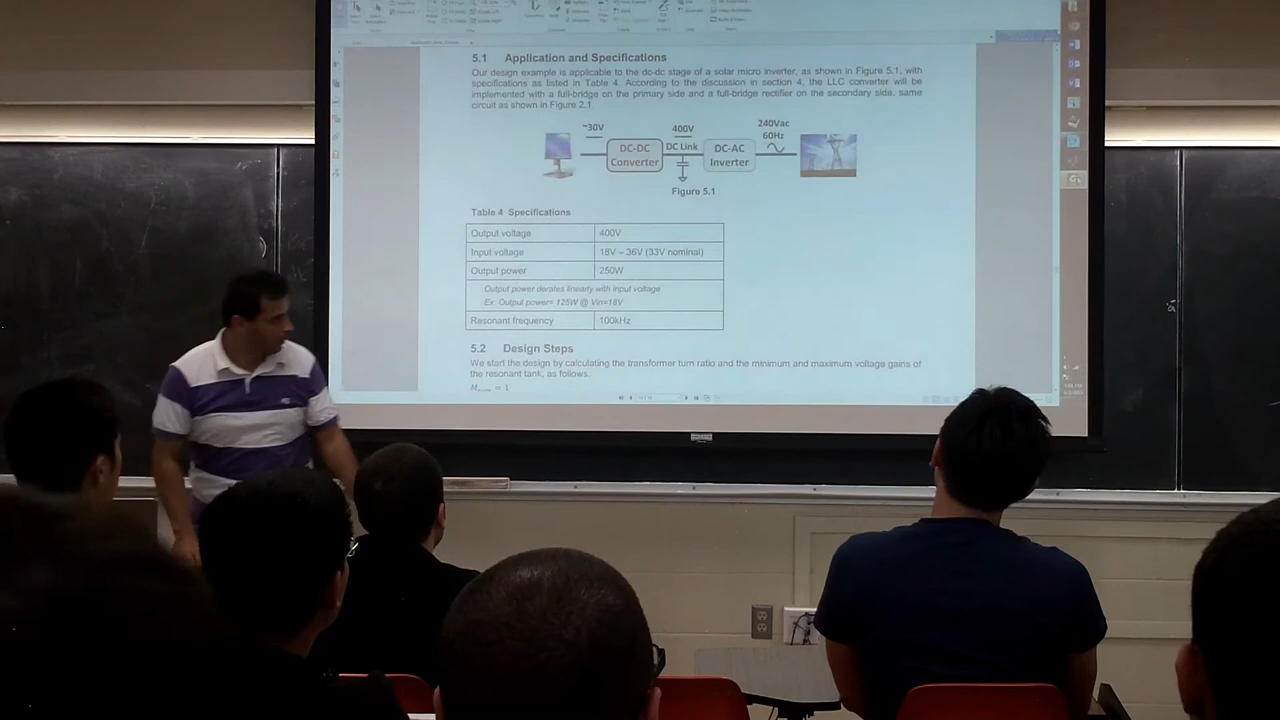 5.1 Application and Specifications
Our design example is applicable to the dc-dc stage of a solar micro inverter, as shown in Figure 5.1, with
specifications as listed in Table 4. According to the discussion in section 4, the LLC converter will be
implemented with a full-bridge on the primary side and a full-bridge rectifier on the secondary side, same
circuit as shown in Figure 2.1.
~30V 400V 240Vac
60Hz
DC-DC DC Link DC-AC
Converter Inverter
Figure 5.1
Table 4 Specifications
Output voltage 400V
Input voltage 18V – 36V (33V nominal)
Output power 250W
Output power derates linearly with input voltage
Ex: Output power= 125W @ Vin=18V
Resonant frequency 100kHz
5.2 Design Steps
We start the design by calculating the transformer turn ratio and the minimum and maximum voltage gains of
the resonant tank, as follows.
= 1